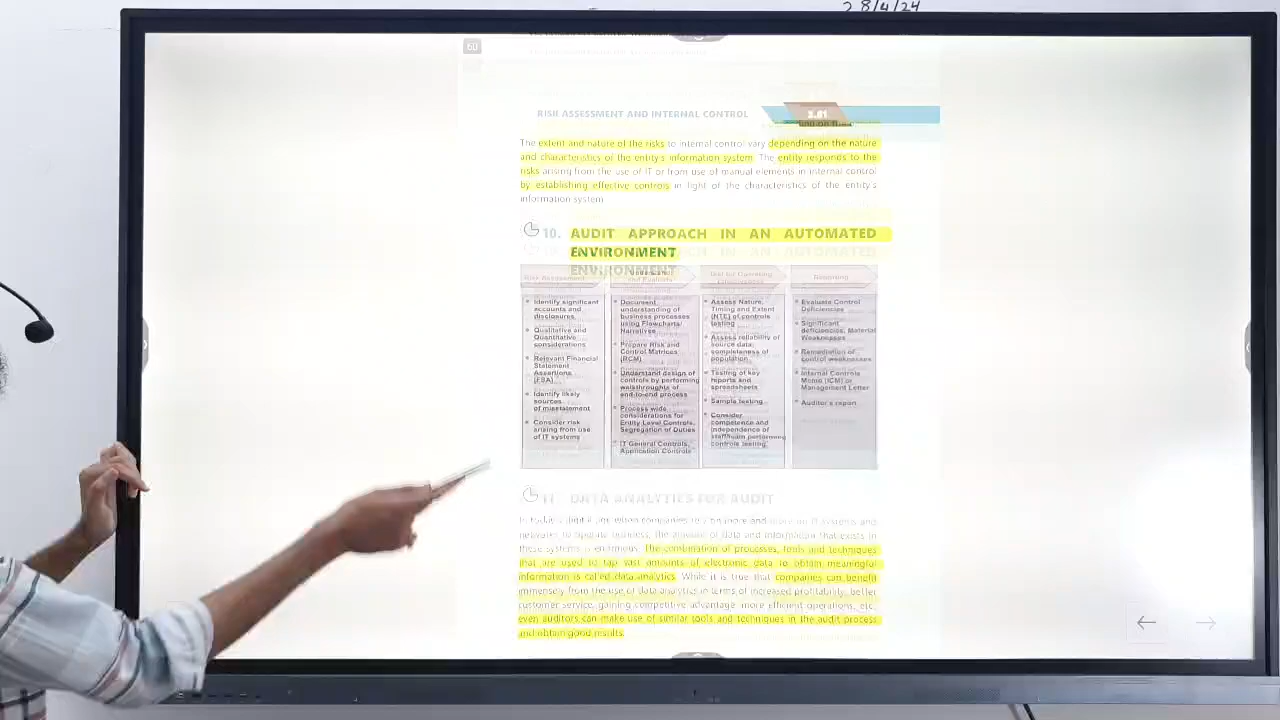 28/4/24
60
RISK ASSESSMENT AND INTERNAL CONTROL
The extent and nature of the risks to internal control vary depending on the nature
and characteristics of the entity's information system. The entity responds to the
risks arising from the use of IT or from use of manual elements in internal control
by establishing effective controls in light of the characteristics of the entity's
information system.
10. AUDIT APPROACH IN AN AUTOMATED
ENVIRONMENT
Risk Assessment
Reporting
• Identify significant
accounts and
disclosures
• Qualitative and
Quantitative
considerations
• Relevant Financial
Statement
Assertions
(FSA)
• Identify likely
sources
of misstatement
• Consider risk
arising from use
of IT systems
• Document
understanding of
business processes
using Flowcharts/
Narratives
• Prepare Risk and
Control Matrices
(RCM)
• Understand design of
controls by performing
walkthroughs of
end-to-end process
• Process wide
considerations for
Entity Level Controls,
Segregation of Duties
• IT General Controls,
Application Controls
• Assess Nature,
Timing and Extent
(NTE) of controls
testing
• Assess reliability of
source data;
completeness of
population
• Testing of key
reports and
spreadsheets
• Sample testing
• Consider
competence and
independence of
staff/team performing
controls testing
• Evaluate Control
Deficiencies
• Significant
deficiencies, Material
Weaknesses
• Remediation of
control weaknesses
• Internal Controls
Memo (ICM) or
Management Letter
• Auditor's report
11. DATA ANALYTICS FOR AUDIT
In today's digital age when companies rely on more and more on IT systems and
networks to operate business, the amount of data and information that exists in
these systems is enormous. The combination of processes, tools and techniques
that are used to tap vast amounts of electronic data to obtain meaningful
information is called data analytics. While it is true that companies can benefit
immensely from the use of data analytics in terms of increased profitability, better
customer service, gaining competitive advantage, more efficient operations, etc.,
even auditors can make use of similar tools and techniques in the audit process
and obtain good results.